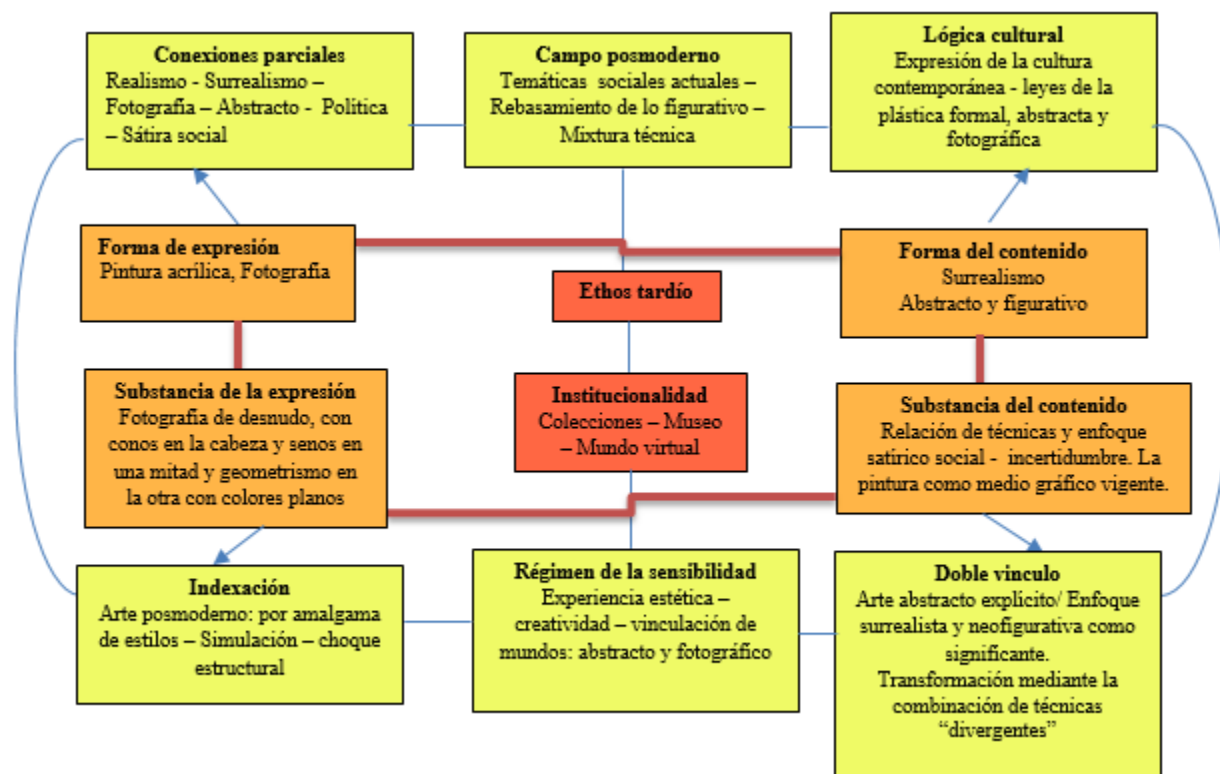 Conexiones parciales
Realismo - Surrealismo –
Fotografía – Abstracto - Política
– Sátira social
Campo posmoderno
Temáticas sociales actuales –
Rebasamiento de lo figurativo –
Mixtura técnica
Lógica cultural
Expresión de la cultura
contemporánea - leyes de la
plástica formal, abstracta y
fotográfica
Forma de expresión
Pintura acrílica, Fotografía
Ethos tardío
Forma del contenido
Surrealismo
Abstracto y figurativo
Substancia de la expresión
Fotografía de desnudo, con
conos en la cabeza y senos en
una mitad y geometrismo en
la otra con colores planos
Institucionalidad
Colecciones – Museo
– Mundo virtual
Substancia del contenido
Relación de técnicas y enfoque
satírico social - incertidumbre. La
pintura como medio gráfico vigente.
Indexación
Arte posmoderno: por amalgama
de estilos – Simulación – choque
estructural
Régimen de la sensibilidad
Experiencia estética –
creatividad – vinculación de
mundos: abstracto y fotográfico
Doble vinculo
Arte abstracto explícito/ Enfoque
surrealista y neofigurativa como
significante.
Transformación mediante la
combinación de técnicas
“divergentes”